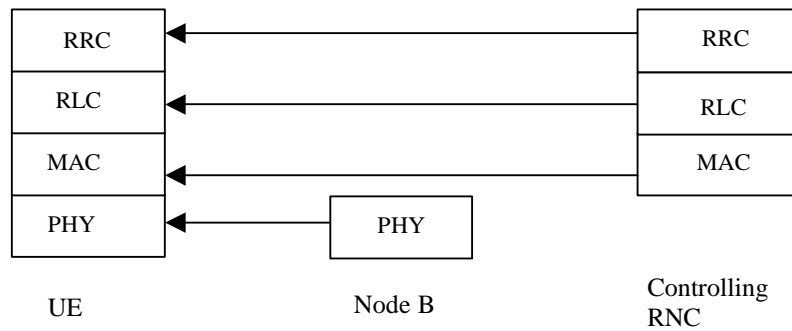 RRC
RRC
RLC
RLC
MAC
MAC
PHY
PHY
UE
Node B
Controlling
RNC